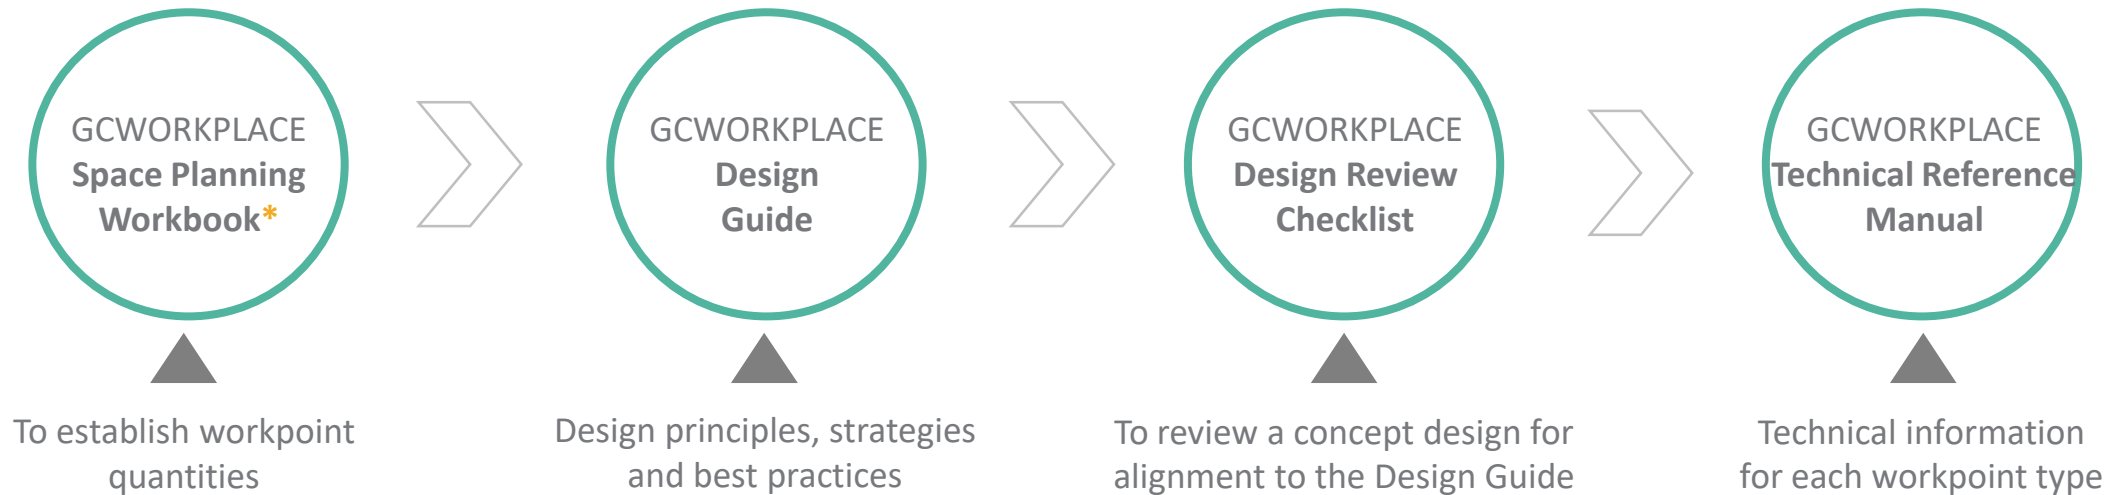 GCWORKPLACE
Space Planning
Workbook*
To establish workpoint
quantities
GCWORKPLACE
Design
Guide
Design principles, strategies
and best practices
GCWORKPLACE
Design Review
Checklist
To review a concept design for
alignment to the Design Guide
GCWORKPLACE
Technical Reference
Manual
Technical information
for each workpoint type